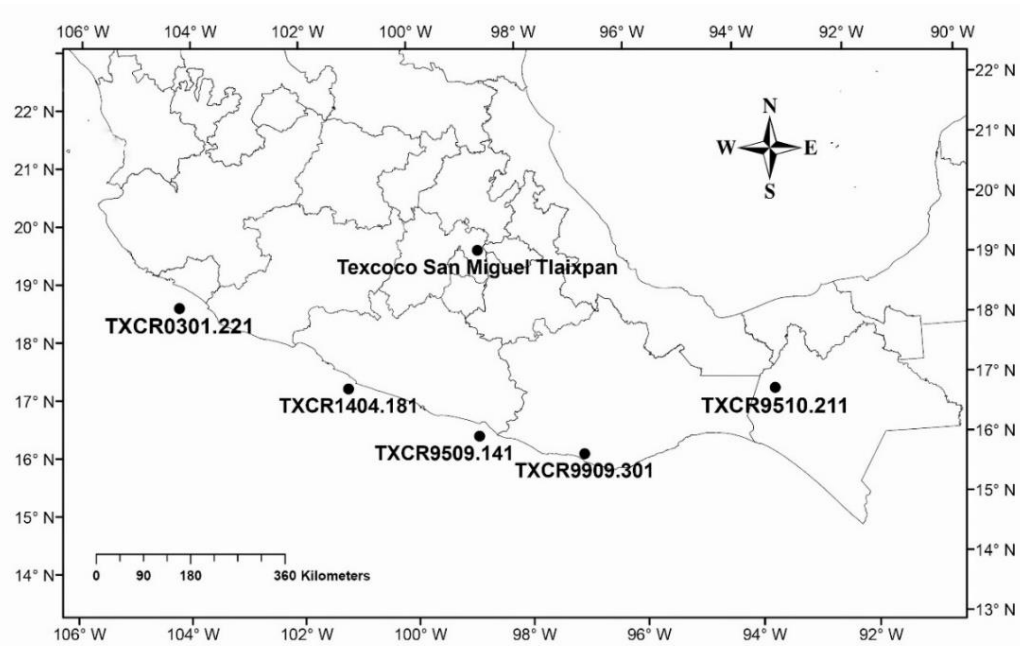 106° W 104° W 102° W 100° W 98° W 96° W 94° W 92° W 90° W
22° N
22° N
N
21° N
W E
21° N
20° N
S
20° N
19° N
Texcoco San Miguel Tlaixpan
19° N
18° N
TXCR0301.221
18° N
17° N
17° N
TXCR1404.181
TXCR9510.211
16° N
16° N
TXCR9509.141
TXCR9909.301
15° N
15° N
14° N
14° N
0 90 180 360 Kilometers
13° N
106° W 104° W 102° W 100° W 98° W 96° W 94° W 92° W